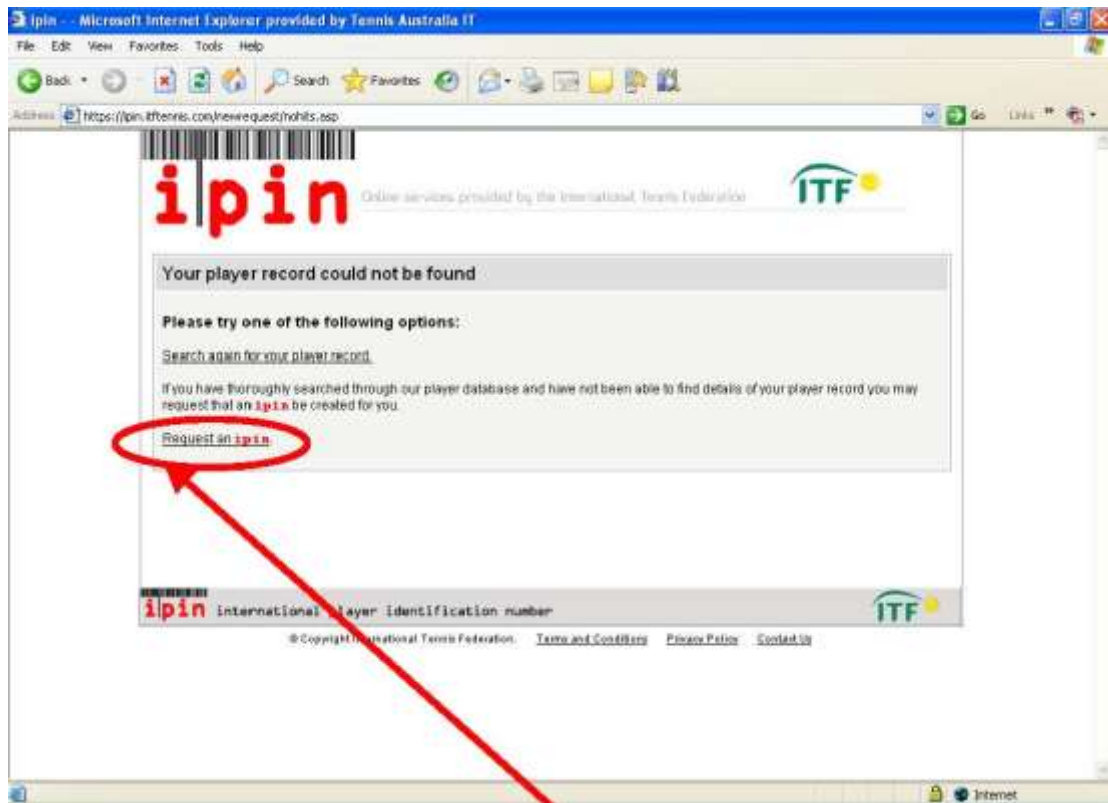 ipin - - Microsoft Internet Explorer provided by Tennis Australia IT
File Edit View Favorites Tools Help
Back Search Favorites
Address https://ipin.itftennis.com/newrequest/nohits.asp Go Links »
ipin Online services provided by the International Tennis Federation ITF
Your player record could not be found
Please try one of the following options:
Search again for your player record.
If you have thoroughly searched through our player database and have not been able to find details of your player record you may
request that an ipin be created for you.
Request an ipin
ipin international player identification number ITF
© Copyright International Tennis Federation. Terms and Conditions Privacy Policy Contact Us
Internet